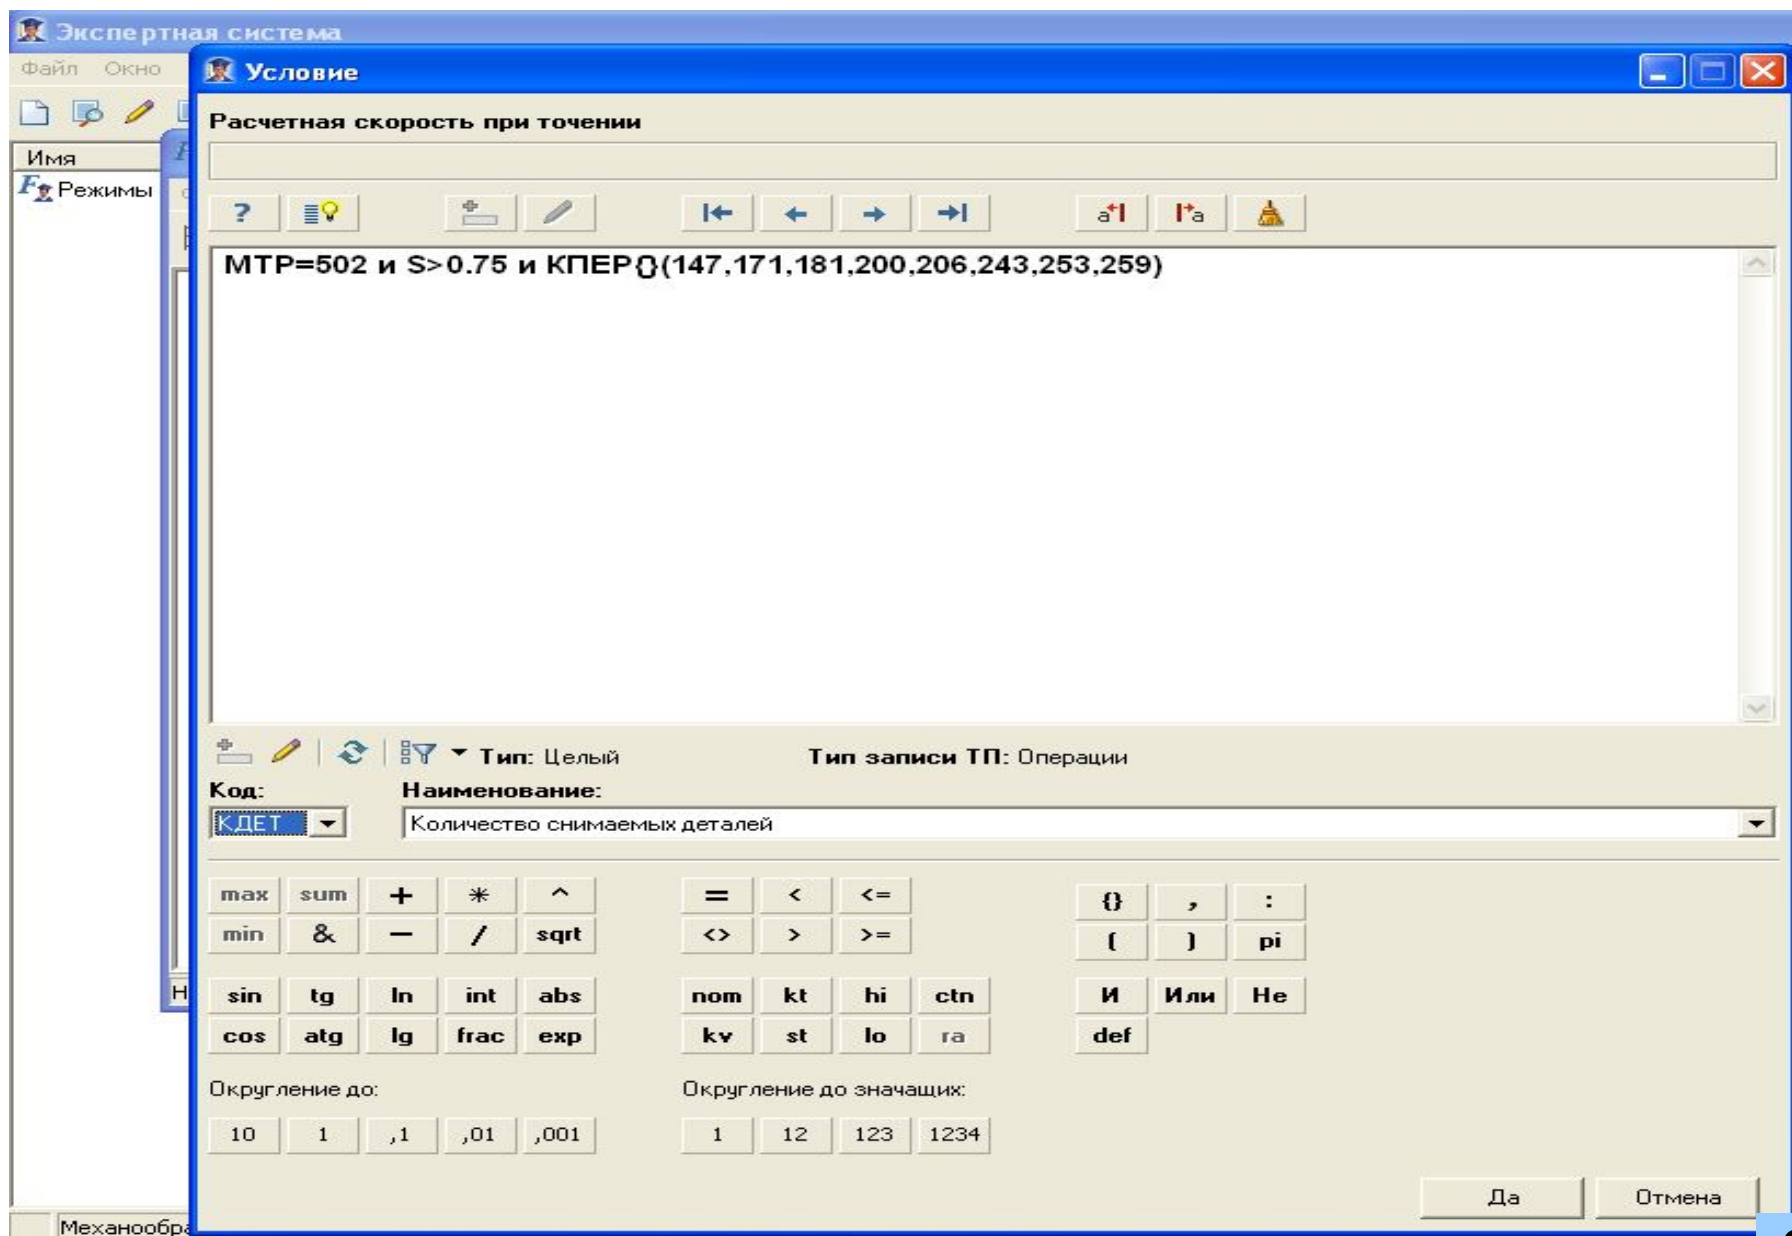 Экспертная система
Файл Окно
Условие
Расчетная скорость при точении
Имя
Режимы
МТР=502 и S>0.75 и КПЕР{}(147,171,181,200,206,243,253,259)
Тип: Целый Тип записи ТП: Операции
Код: Наименование:
КДЕТ Количество снимаемых деталей
max sum + * ^ = < <= {} , :
min & − / sqrt <> > >= ( ) pi
sin tg ln int abs nom kt hi ctn И Или Не
cos atg lg frac exp kv st lo ra def
Округление до: Округление до значащих:
10 1 ,1 ,01 ,001 1 12 123 1234
Да Отмена